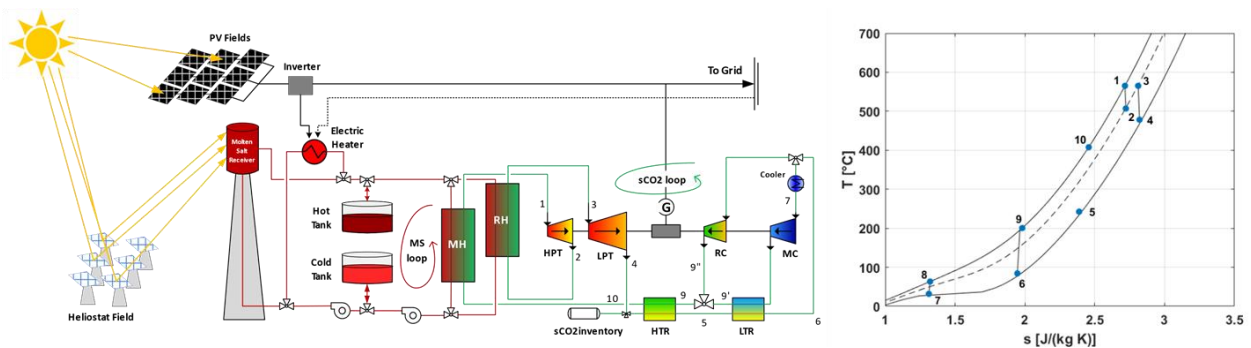 PV Fields
Inverter
To Grid
Electric
Heater
Molten
Salt
Receiver
Heliostat Field
Hot
Tank
Cold
Tank
MS
loop
MH
RH
1
3
HPT
2
LPT
4
sCO2 loop
G
Cooler
7
RC
MC
9"
9'
10
9
5
6
sCO2inventory
HTR
LTR
T [°C]
700
600
500
400
300
200
100
0
1
1.5
2
2.5
3
3.5
s [J/(kg K)]
1
3
2
4
10
5
9
6
8
7